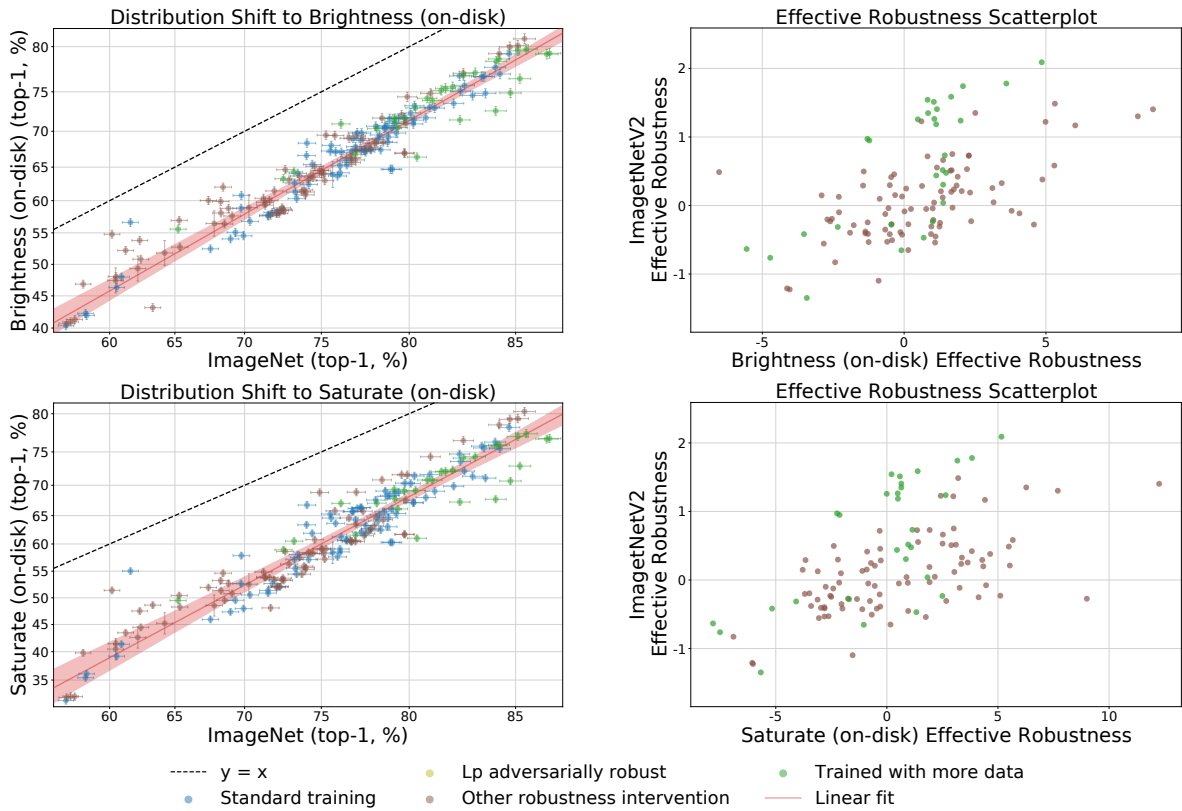 Distribution Shift to Brightness (on-disk)
Brightness (on-disk) (top-1, %)
80
75
70
65
60
55
50
45
40
60
65
70
75
80
85
ImageNet (top-1, %)
Effective Robustness Scatterplot
ImagetNetV2
Effective Robustness
2
1
0
-1
-5
0
5
Brightness (on-disk) Effective Robustness
Distribution Shift to Saturate (on-disk)
Saturate (on-disk) (top-1, %)
80
75
70
65
60
55
50
45
40
35
60
65
70
75
80
85
ImageNet (top-1, %)
Effective Robustness Scatterplot
ImagetNetV2
Effective Robustness
2
1
0
-1
-5
0
5
10
Saturate (on-disk) Effective Robustness
y = x
Lp adversarially robust
Trained with more data
Standard training
Other robustness intervention
Linear fit